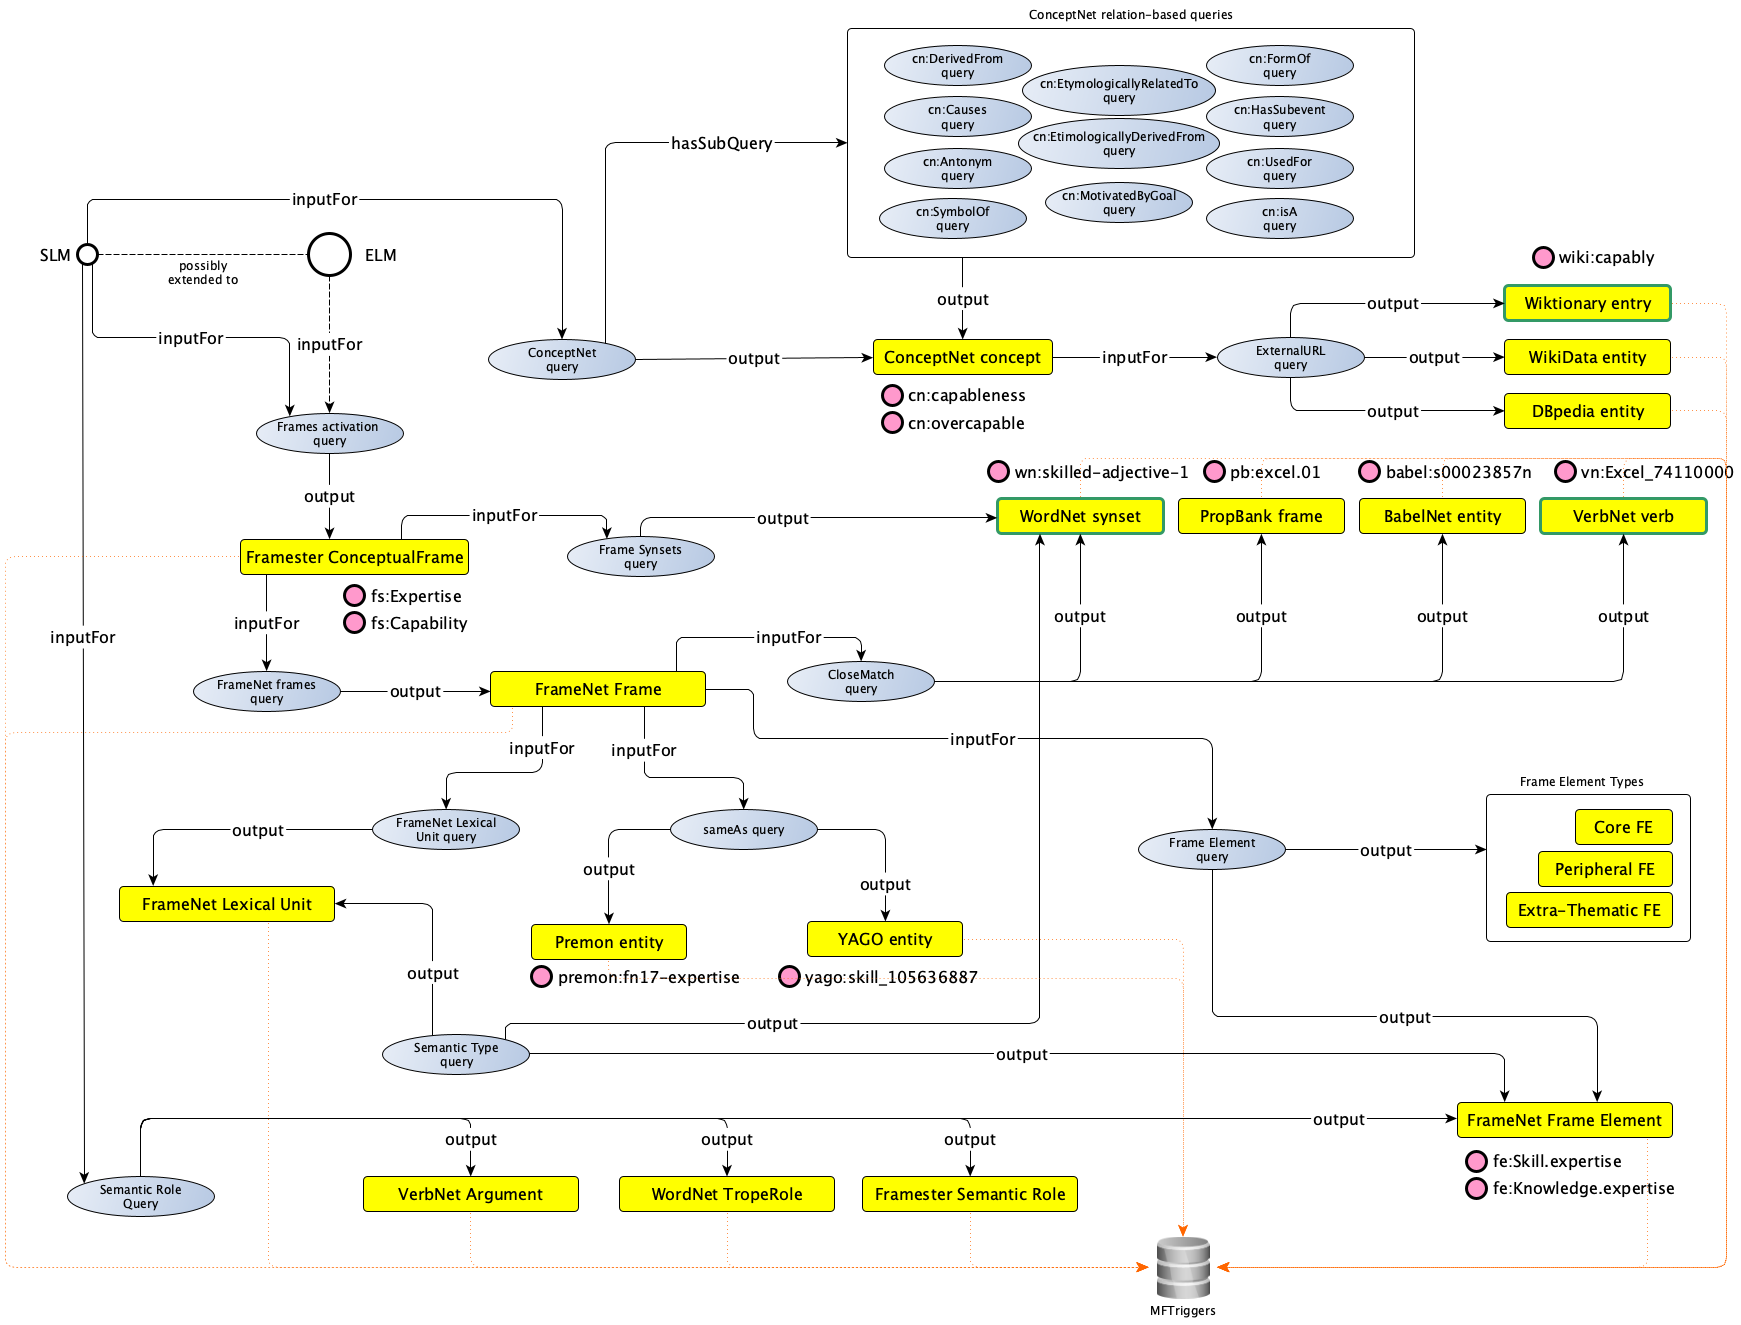 ConceptNet relation-based queries
cn:DerivedFrom
query
cn:EtymologicallyRelatedTo
query
cn:FormOf
query
cn:Causes
query
cn:EtimologicallyDerivedFrom
query
cn:HasSubevent
query
cn:Antonym
query
cn:MotivatedByGoal
query
cn:UsedFor
query
cn:SymbolOf
query
cn:isA
query
hasSubQuery
inputFor
SLM
possibly
extended to
ELM
inputFor
inputFor
output
ConceptNet
query
output
ConceptNet concept
cn:capableness
cn:overcapable
inputFor
ExternalURL
query
output
output
output
wiki:capably
Wiktionary entry
WikiData entity
DBpedia entity
Frames activation
query
output
Framester ConceptualFrame
fs:Expertise
fs:Capability
inputFor
Frame Synsets
query
output
wn:skilled-adjective-1
WordNet synset
pb:excel.01
PropBank frame
babel:s00023857n
BabelNet entity
vn:Excel_74110000
VerbNet verb
output
output
output
output
inputFor
inputFor
FrameNet frames
query
output
FrameNet Frame
inputFor
CloseMatch
query
inputFor
inputFor
inputFor
FrameNet Lexical
Unit query
output
FrameNet Lexical Unit
sameAs query
output
output
Premon entity
premon:fn17-expertise
YAGO entity
yago:skill_105636887
Frame Element
query
output
Frame Element Types
Core FE
Peripheral FE
Extra-Thematic FE
output
output
Semantic Type
query
output
output
FrameNet Frame Element
fe:Skill.expertise
fe:Knowledge.expertise
Semantic Role
Query
output
output
output
output
VerbNet Argument
WordNet TropeRole
Framester Semantic Role
MFTriggers